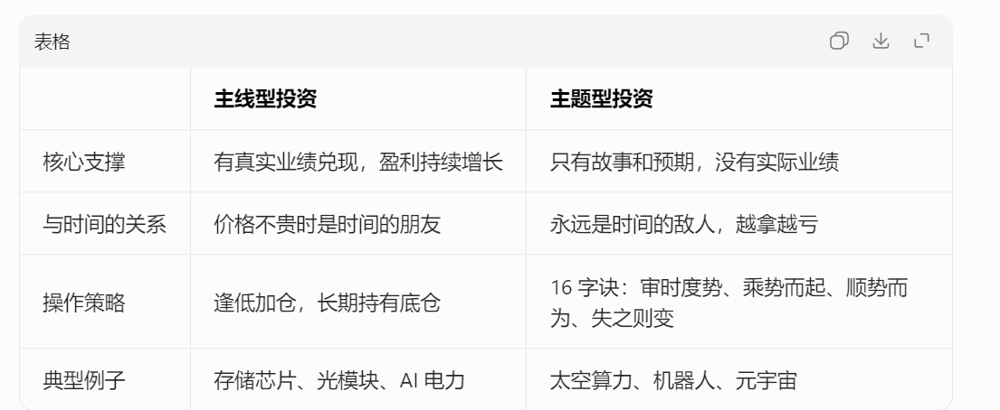 表格
主线型投资 主题型投资
核心支撑 有真实业绩兑现，盈利持续增长 只有故事和预期，没有实际业绩
与时间的关系 价格不贵时是时间的朋友 永远是时间的敌人，越拿越亏
操作策略 逢低加仓，长期持有底仓 16 字诀：审时度势、乘势而起、顺势而
为、失之则变
典型例子 存储芯片、光模块、AI 电力 太空算力、机器人、元宇宙